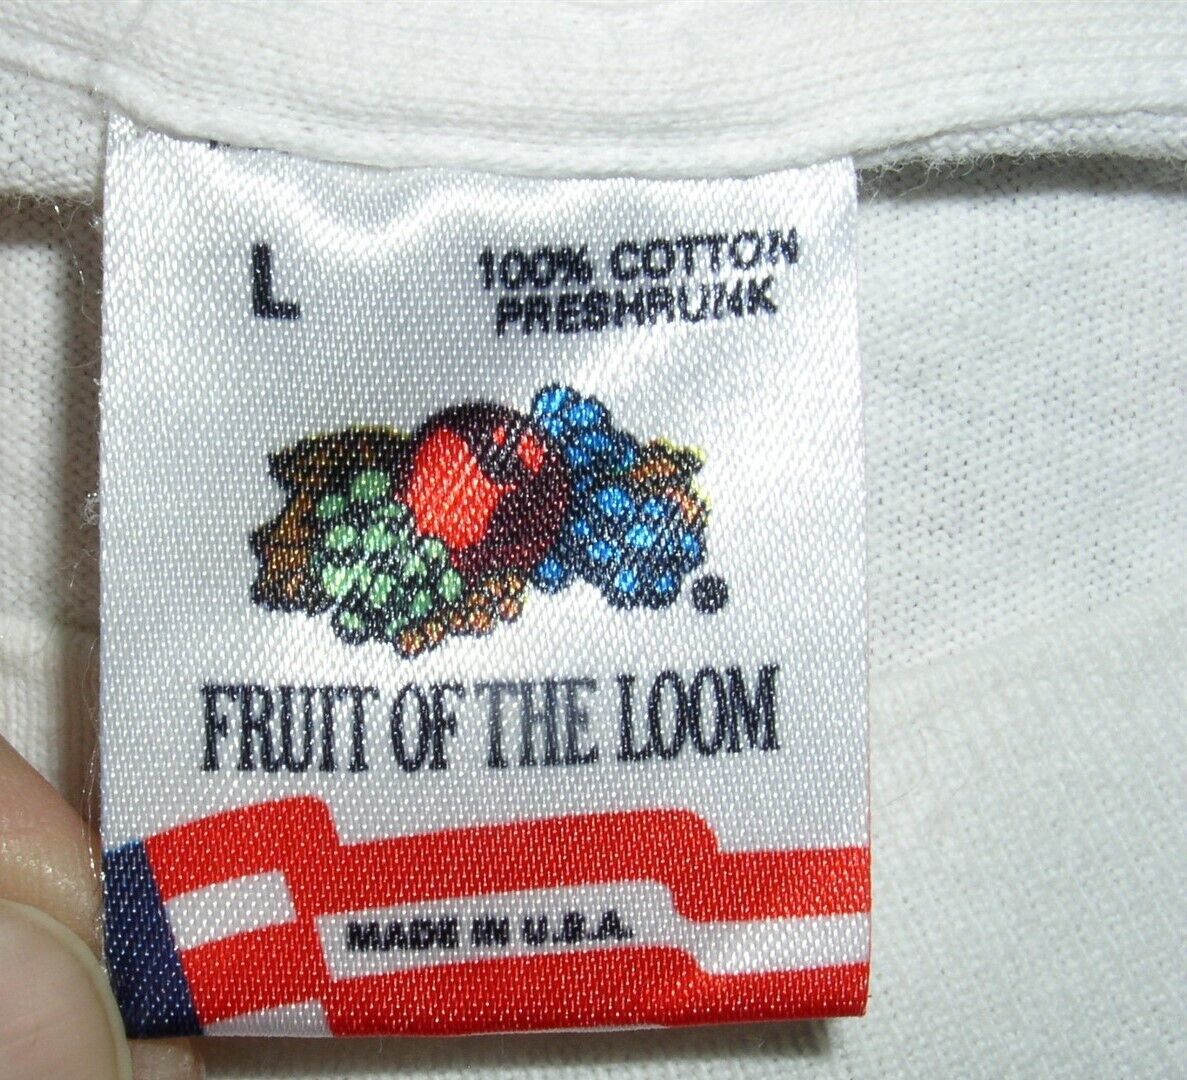 L
100% COTTON
PRESHRUNK
FRUIT OF THE LOOM
MADE IN U.S.A.